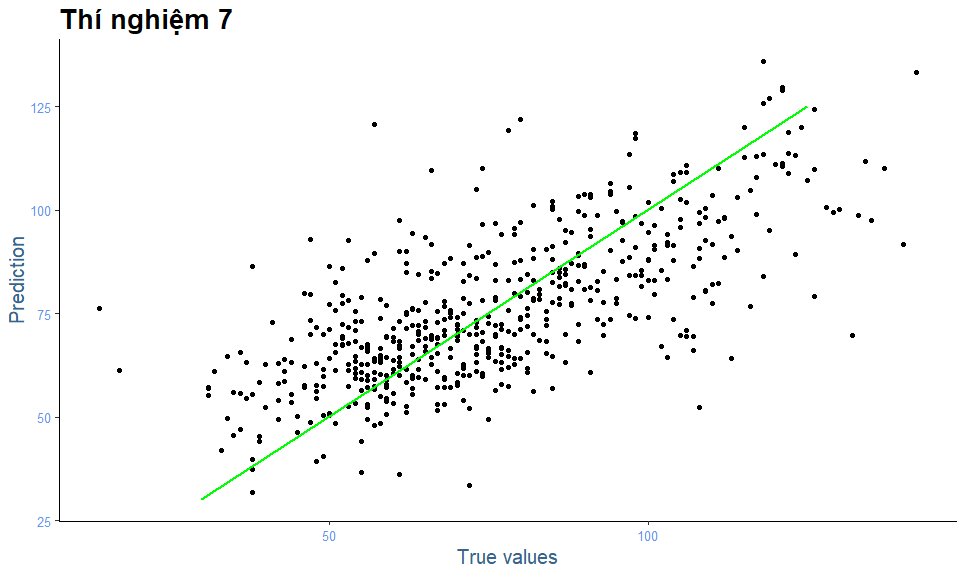 Thí nghiệm 7
Prediction
125
100
75
50
25
50
100
True values